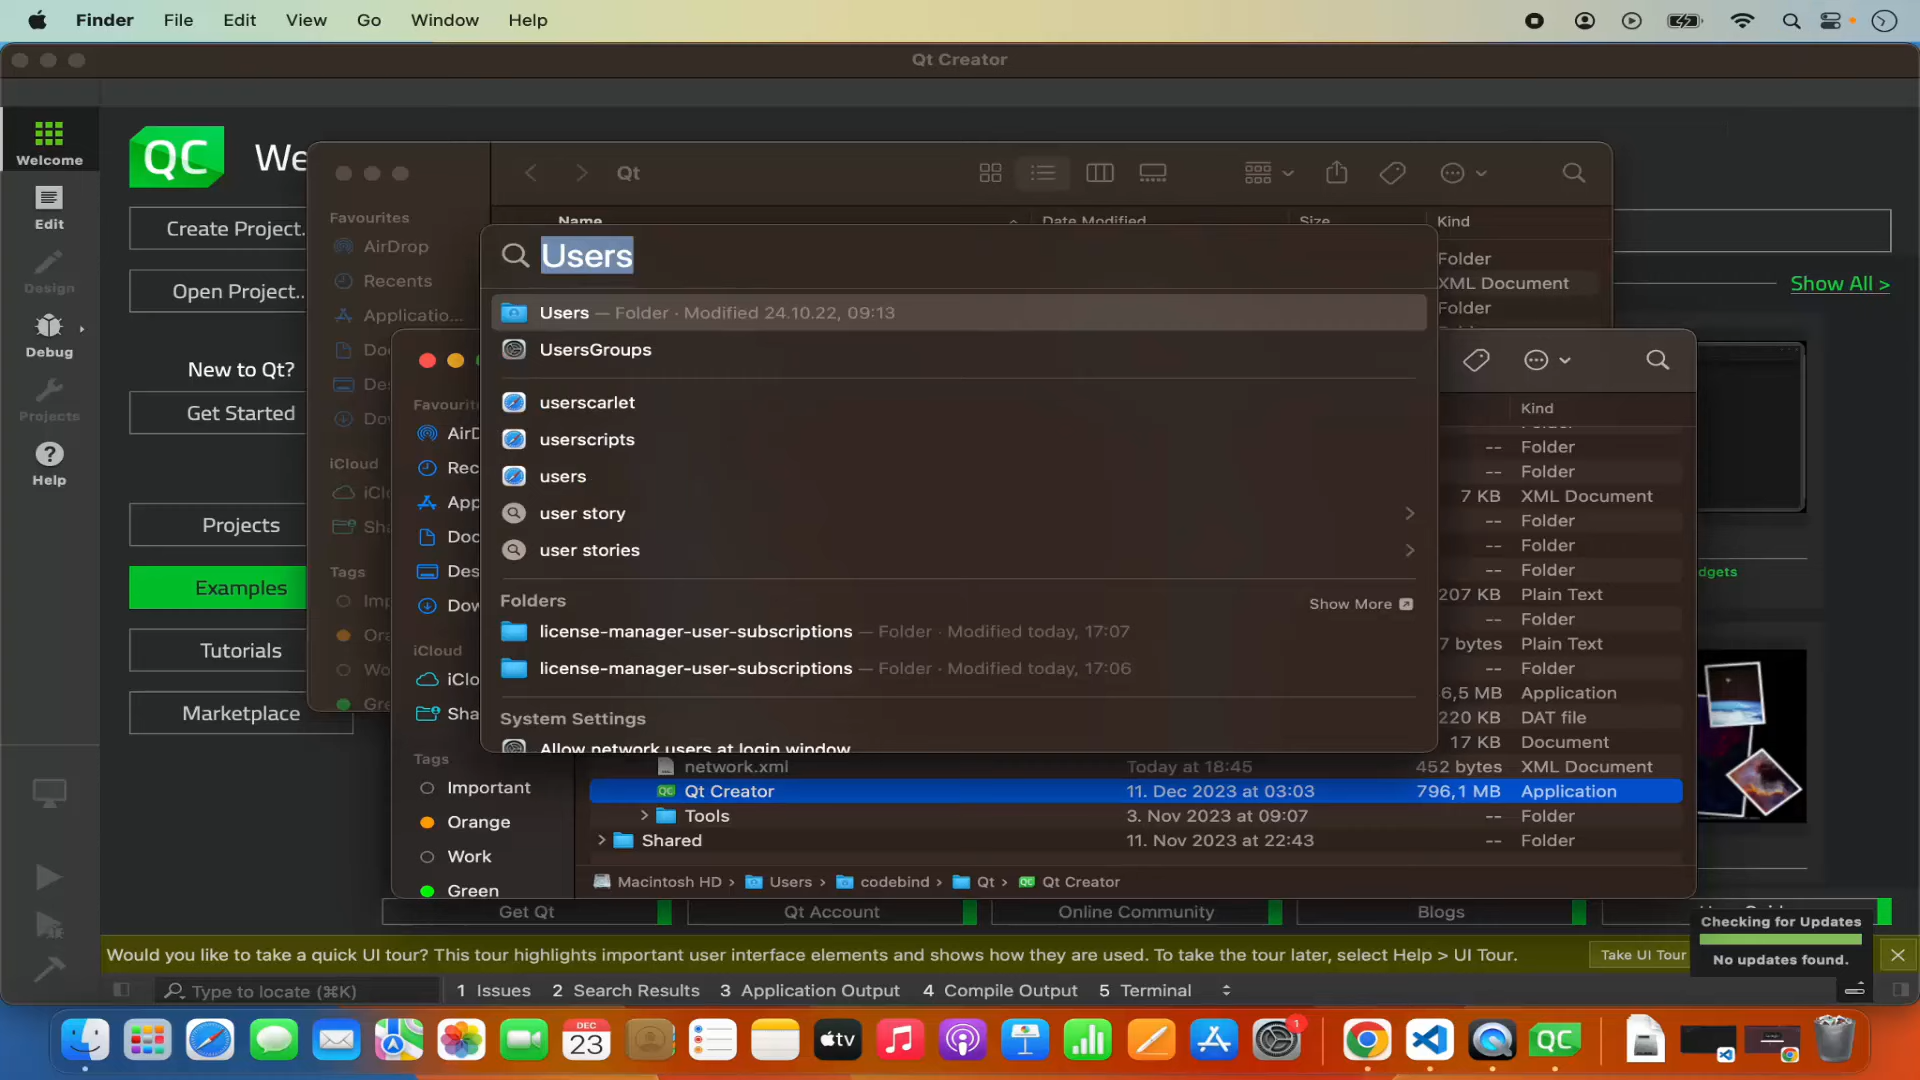 Finder File Edit View Go Window Help
Qt Creator
Welcome
Edit
Design
Debug
Projects
Help
QC
We
Create Project.
Open Project..
New to Qt?
Get Started
Projects
Examples
Tutorials
Marketplace
Show All >
Qt
Favourites
AirDrop
Recents
Applicatio...
iCloud
Tags
Name Date Modified Size Kind
Folder
XML Document
Folder
Users
Users — Folder · Modified 24.10.22, 09:13
UsersGroups
userscarlet
userscripts
users
user story
user stories
Folders Show More
license-manager-user-subscriptions — Folder · Modified today, 17:07
license-manager-user-subscriptions — Folder · Modified today, 17:06
System Settings
Allow network users at login window
iCloud
Tags
Important
Orange
Work
Green
Kind
-- Folder
-- Folder
7 KB XML Document
-- Folder
-- Folder
-- Folder
207 KB Plain Text
-- Folder
7 bytes Plain Text
-- Folder
6,5 MB Application
220 KB DAT file
17 KB Document
network.xml Today at 18:45 452 bytes XML Document
QC Qt Creator 11. Dec 2023 at 03:03 796,1 MB Application
Tools 3. Nov 2023 at 09:07 -- Folder
Shared 11. Nov 2023 at 22:43 -- Folder
Macintosh HD › Users › codebind › Qt › QC Qt Creator
dgets
Get Qt Qt Account Online Community Blogs
Checking for Updates
No updates found.
Would you like to take a quick UI tour? This tour highlights important user interface elements and shows how they are used. To take the tour later, select Help > UI Tour. Take UI Tour
Type to locate (⌘K) 1 Issues 2 Search Results 3 Application Output 4 Compile Output 5 Terminal
DEC
23
tv
1
QC